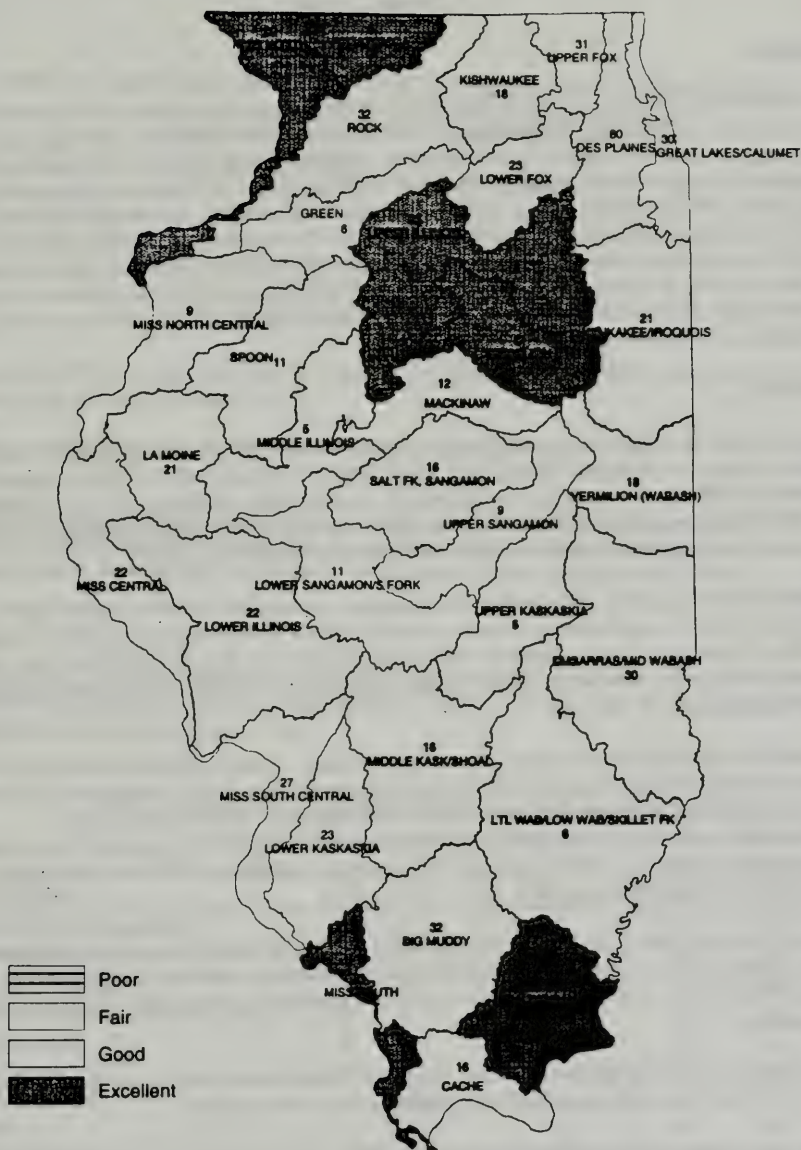 31
UPPER FOX
KISHWAUKEE
18
32
ROCK
80
DES PLAINES
30
GREAT LAKES/CALUMET
23
LOWER FOX
GREEN
6
9
MISS NORTH CENTRAL
21
KAKEE/IROQUOIS
SPOON 11
12
MACKINAW
5
MIDDLE ILLINOIS
LA MOINE
21
16
SALT FK, SANGAMON
18
VERMILION (WABASH)
9
UPPER SANGAMON
22
MISS CENTRAL
11
LOWER SANGAMON/S. FORK
22
LOWER ILLINOIS
UPPER KASKASKIA
5
EMBARRAS/MID WABASH
30
16
MIDDLE KASK/SHOAL
27
MISS SOUTH CENTRAL
LTL WAB/LOW WAB/SKILLET FK
6
23
LOWER KASKASKIA
32
BIG MUDDY
MISS SOUTH
16
CACHE
Poor
Fair
Good
Excellent